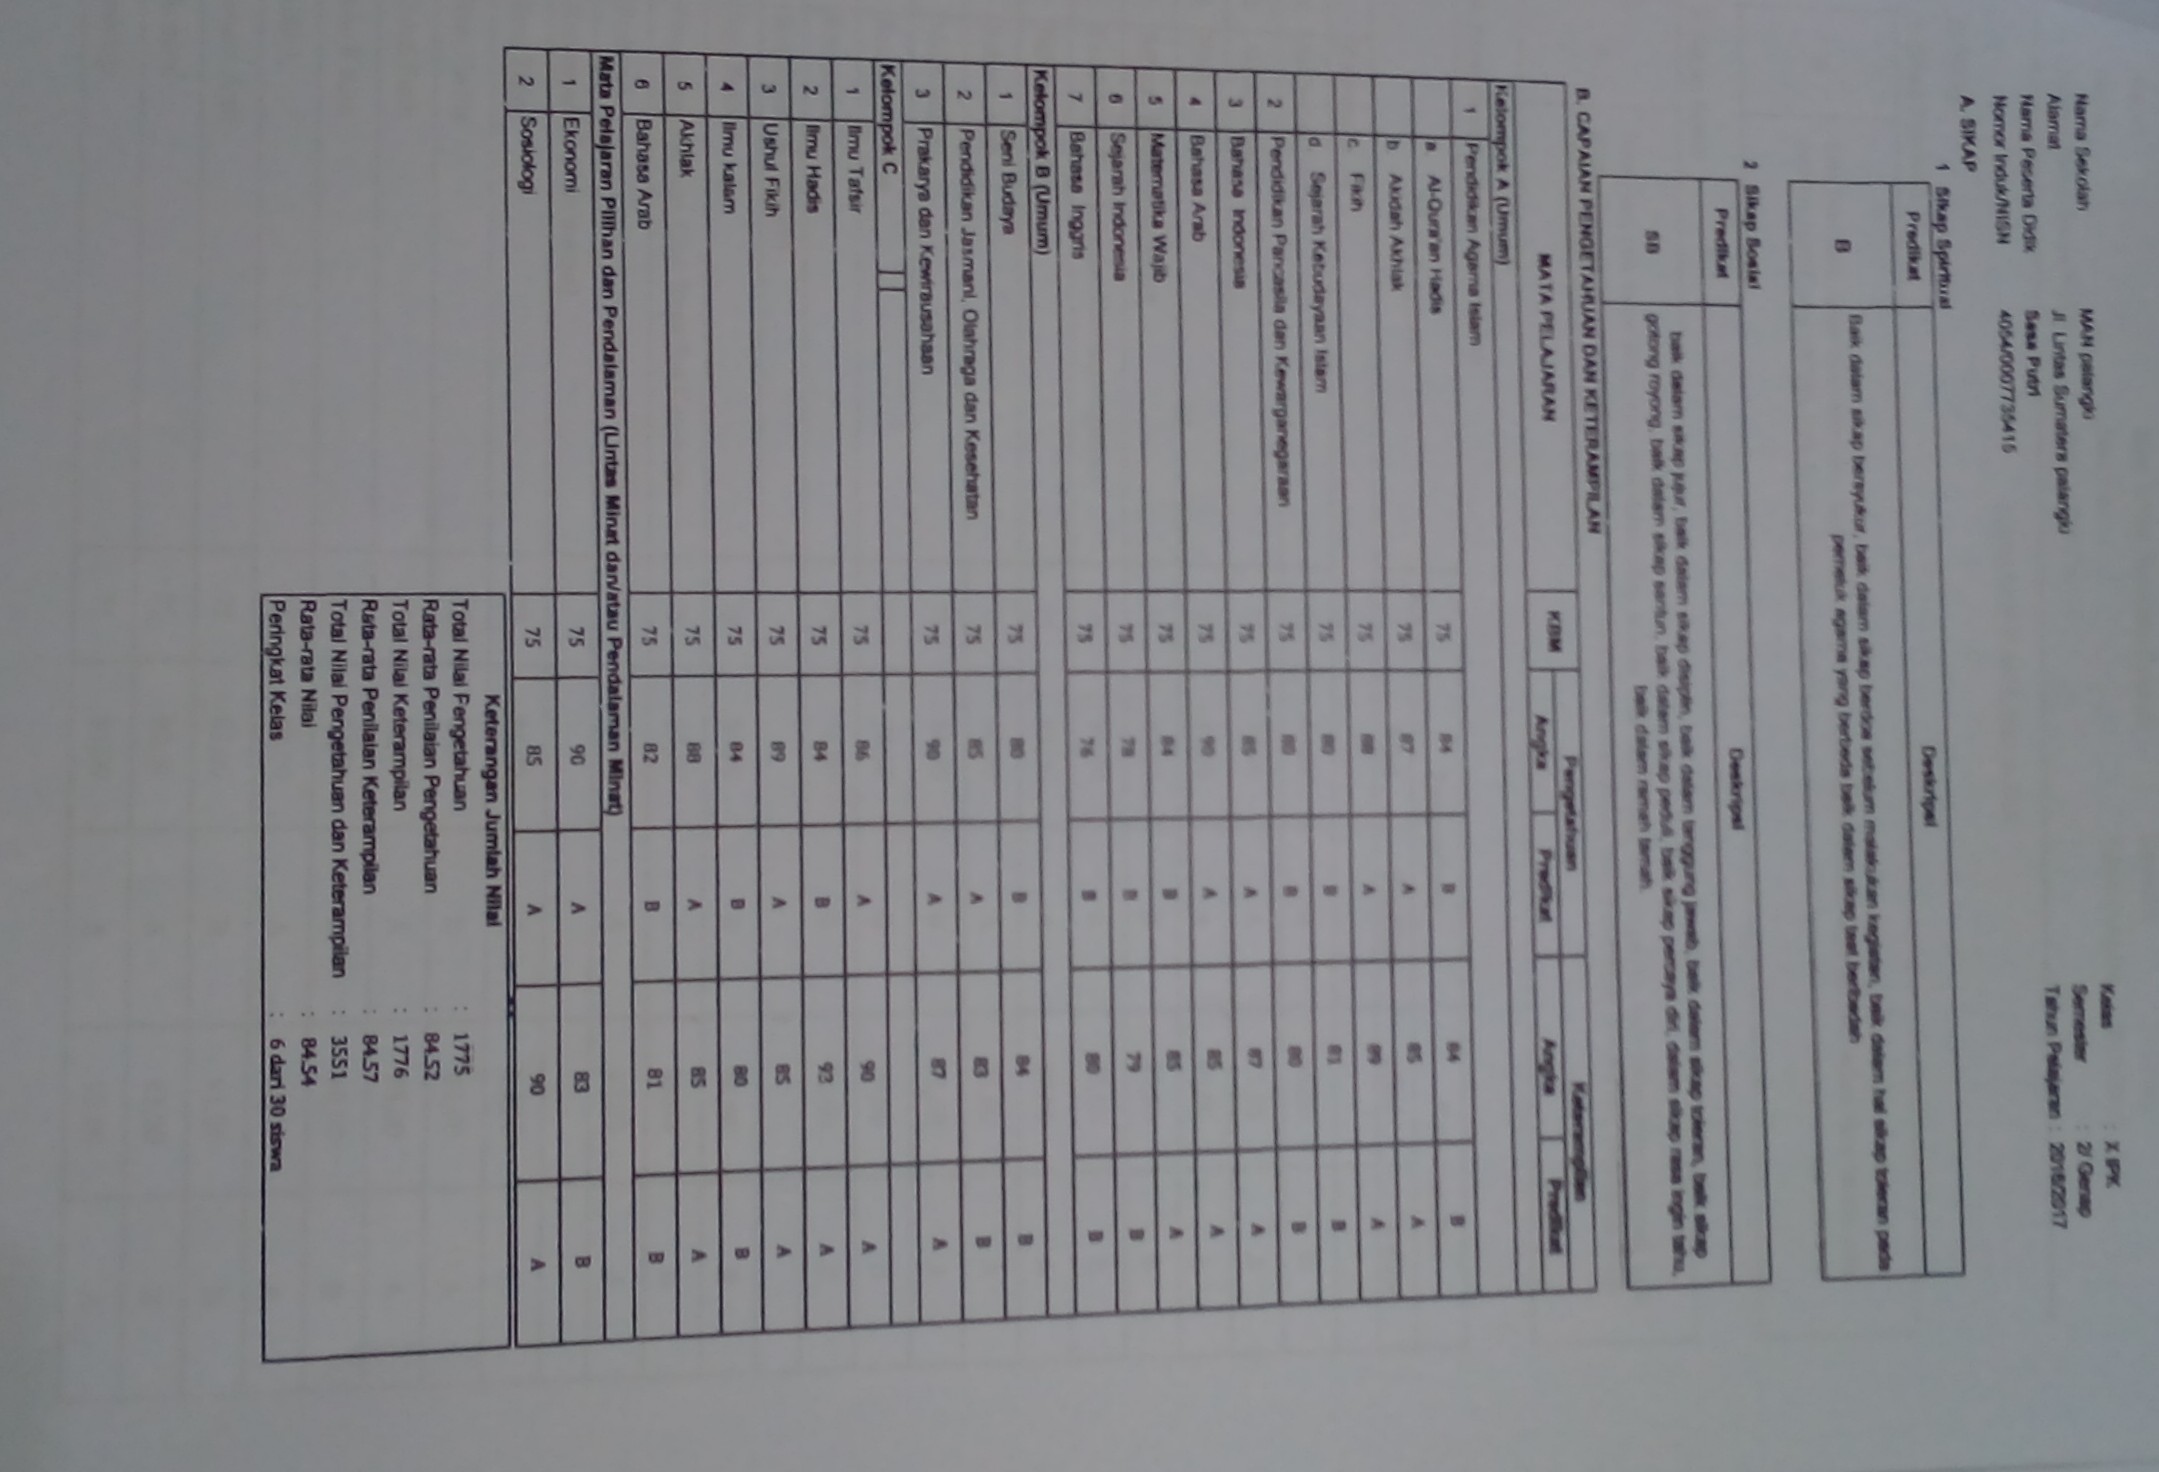 Nama Sekolah MAN palangki Kelas : X IPK
Alamat Jl Lintas Sumatera palangki Semester : 2/ Genap
Nama Peserta Didik Sasa Putri Tahun Pelajaran : 2016/2017
Nomor Induk/NISN 4054/0007735415
A. SIKAP
1 Sikap Spiritual
Predikat Deskripsi
B Baik dalam sikap bersyukur, baik dalam sikap berdoa sebelum melakukan kegiatan, baik dalam hal sikap toleran pada
pemeluk agama yang berbeda baik dalam sikap taat beribadah
2 Sikap Sosial
Predikat Deskripsi
SB baik dalam sikap jujur, baik dalam sikap disiplin, baik dalam tanggung jawab, baik dalam sikap toleran, baik sikap
gotong royong, baik dalam sikap santun, baik dalam sikap peduli, baik sikap percaya diri, dalam sikap rasa ingin tahu,
baik dalam ramah tamah.
B. CAPAIAN PENGETAHUAN DAN KETERAMPILAN
MATA PELAJARAN KBM Pengetahuan Keterampilan
Angka Predikat Angka Predikat
Kelompok A (Umum)
1 Pendidikan Agama Islam
a Al-Qura'an Hadis 75 84 B 84 B
b Akidah Akhlak 75 87 A 85 A
c Fikih 75 88 A 89 A
d Sejarah Kebudayaan Islam 75 80 B 81 B
2 Pendidikan Pancasila dan Kewarganegaraan 75 80 B 80 B
3 Bahasa Indonesia 75 85 A 87 A
4 Bahasa Arab 75 90 A 85 A
5 Matematika Wajib 75 84 B 85 A
6 Sejarah Indonesia 75 78 B 79 B
7 Bahasa Inggris 75 76 B 80 B
Kelompok B (Umum)
1 Seni Budaya 75 80 B 84 B
2 Pendidikan Jasmani, Olahraga dan Kesehatan 75 85 A 83 B
3 Prakarya dan Kewirausahaan 75 90 A 87 A
Kelompok C
1 Ilmu Tafsir 75 86 A 90 A
2 Ilmu Hadis 75 84 B 93 A
3 Ushul Fikih 75 89 A 85 A
4 Ilmu kalam 75 84 B 80 B
5 Akhlak 75 88 A 85 A
6 Bahasa Arab 75 82 B 81 B
Mata Pelajaran Pilihan dan Pendalaman (Lintas Minat dan/atau Pendalaman Minat)
1 Ekonomi 75 90 A 83 B
2 Sosiologi 75 85 A 90 A
Keterangan Jumlah Nilai
Total Nilai Pengetahuan : 1775
Rata-rata Penilaian Pengetahuan : 84.52
Total Nilai Keterampilan : 1776
Rata-rata Penilaian Keterampilan : 84.57
Total Nilai Pengetahuan dan Keterampilan : 3551
Rata-rata Nilai : 84.54
Peringkat Kelas : 6 dari 30 siswa